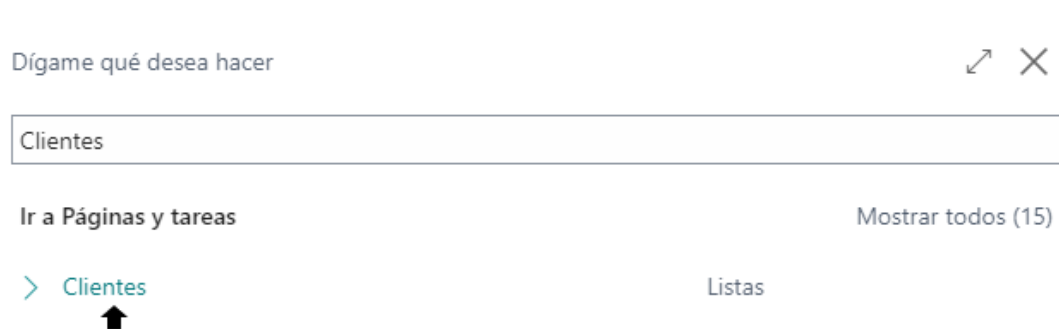 Dígame qué desea hacer
Clientes
Ir a Páginas y tareas Mostrar todos (15)
Clientes Listas